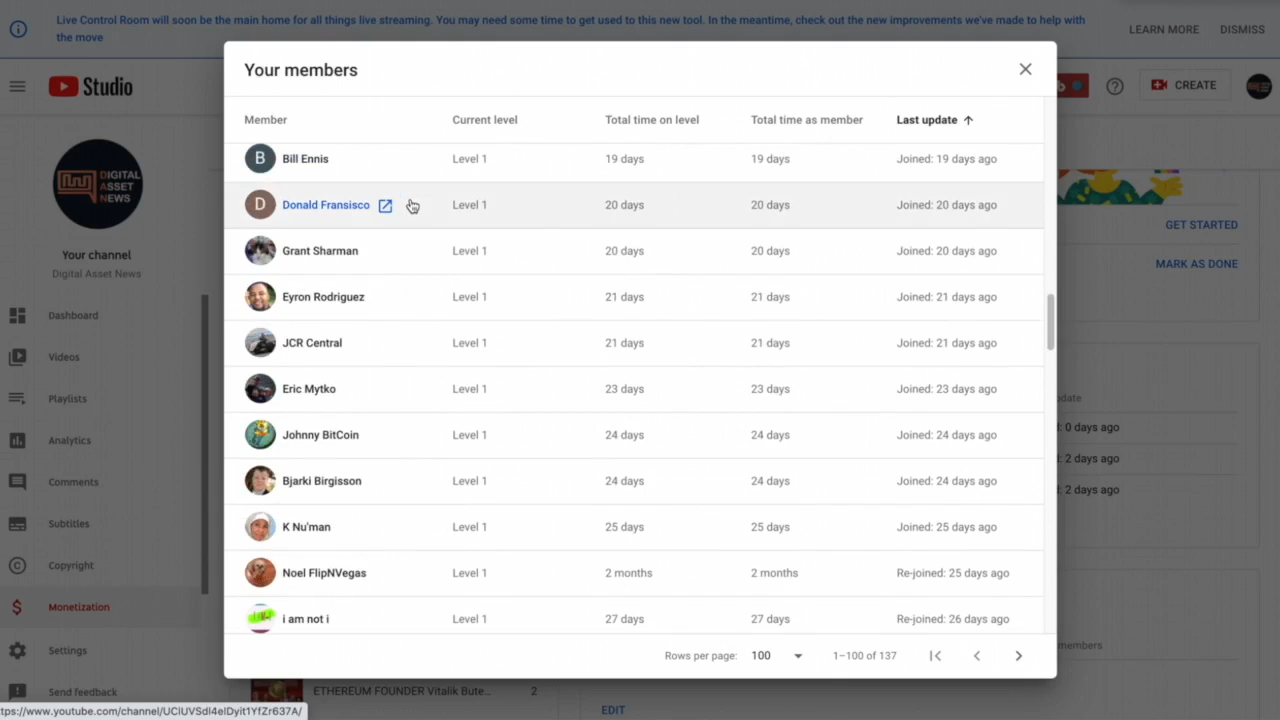 Live Control Room will soon be the main home for all things live streaming. You may need some time to get used to this new tool. In the meantime, check out the new improvements we've made to help with
the move
LEARN MORE
DISMISS
Studio
CREATE
Your members
Member
Current level
Total time on level
Total time as member
Last update
B
Bill Ennis
Level 1
19 days
19 days
Joined: 19 days ago
D
Donald Fransisco
Level 1
20 days
20 days
Joined: 20 days ago
Grant Sharman
Level 1
20 days
20 days
Joined: 20 days ago
Eyron Rodriguez
Level 1
21 days
21 days
Joined: 21 days ago
JCR Central
Level 1
21 days
21 days
Joined: 21 days ago
Eric Mytko
Level 1
23 days
23 days
Joined: 23 days ago
Johnny BitCoin
Level 1
24 days
24 days
Joined: 24 days ago
Bjarki Birgisson
Level 1
24 days
24 days
Joined: 24 days ago
K Nu'man
Level 1
25 days
25 days
Joined: 25 days ago
Noel FlipNVegas
Level 1
2 months
2 months
Re-joined: 25 days ago
i am not i
Level 1
27 days
27 days
Re-joined: 26 days ago
Rows per page:
100
1–100 of 137
DIGITAL
ASSET
NEWS
Your channel
Digital Asset News
Dashboard
Videos
Playlists
Analytics
Comments
Subtitles
Copyright
Monetization
Settings
Send feedback
GET STARTED
MARK AS DONE
0 days ago
2 days ago
2 days ago
members
ETHEREUM FOUNDER Vitalik Bute...
2
EDIT